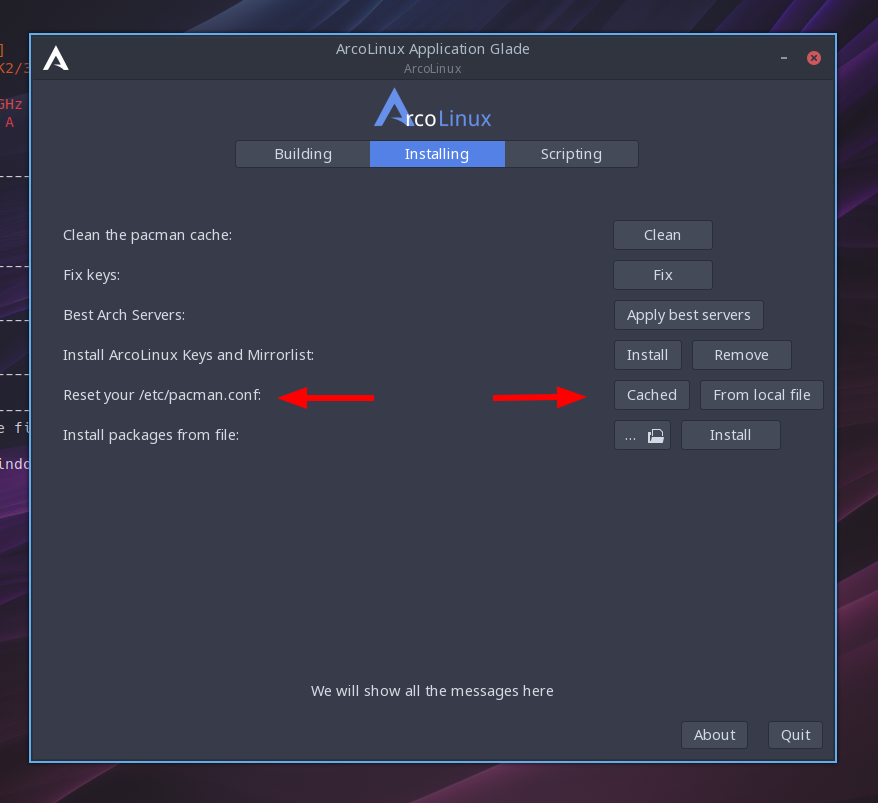 ArcoLinux Application Glade
ArcoLinux
]
K2/3
GHz
A
ArcoLinux
Building Installing Scripting
----
Clean the pacman cache: Clean
----
Fix keys: Fix
Best Arch Servers: Apply best servers
----
Install ArcoLinux Keys and Mirrorlist: Install Remove
----
Reset your /etc/pacman.conf: Cached From local file
----
e fi
Install packages from file: ... Install
indo
We will show all the messages here
About Quit